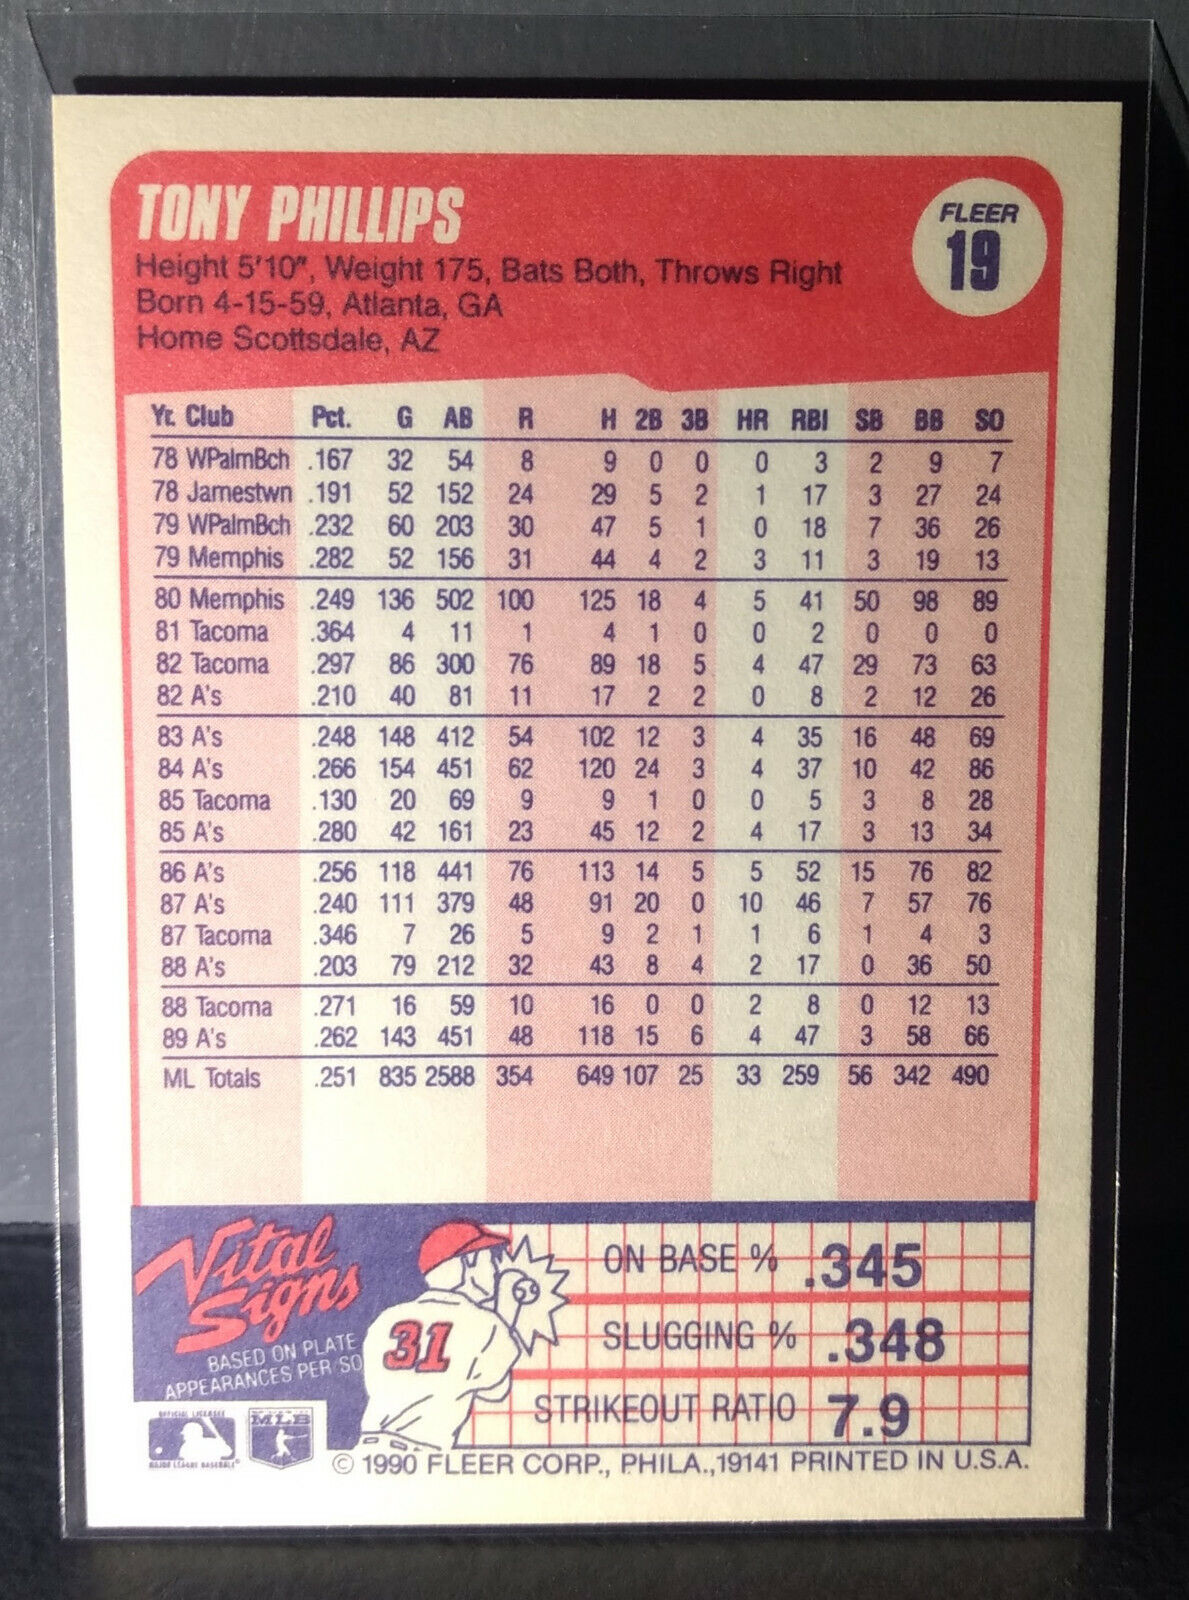 TONY PHILLIPS
FLEER
19
Height 5'10", Weight 175, Bats Both, Throws Right
Born 4-15-59, Atlanta, GA
Home Scottsdale, AZ
Yr. Club Pct. G AB R H 2B 3B HR RBI SB BB SO
78 WPalmBch .167 32 54 8 9 0 0 0 3 2 9 7
78 Jamestwn .191 52 152 24 29 5 2 1 17 3 27 24
79 WPalmBch .232 60 203 30 47 5 1 0 18 7 36 26
79 Memphis .282 52 156 31 44 4 2 3 11 3 19 13
80 Memphis .249 136 502 100 125 18 4 5 41 50 98 89
81 Tacoma .364 4 11 1 4 1 0 0 2 0 0 0
82 Tacoma .297 86 300 76 89 18 5 4 47 29 73 63
82 A's .210 40 81 11 17 2 2 0 8 2 12 26
83 A's .248 148 412 54 102 12 3 4 35 16 48 69
84 A's .266 154 451 62 120 24 3 4 37 10 42 86
85 Tacoma .130 20 69 9 9 1 0 0 5 3 8 28
85 A's .280 42 161 23 45 12 2 4 17 3 13 34
86 A's .256 118 441 76 113 14 5 5 52 15 76 82
87 A's .240 111 379 48 91 20 0 10 46 7 57 76
87 Tacoma .346 7 26 5 9 2 1 1 6 1 4 3
88 A's .203 79 212 32 43 8 4 2 17 0 36 50
88 Tacoma .271 16 59 10 16 0 0 2 8 0 12 13
89 A's .262 143 451 48 118 15 6 4 47 3 58 66
ML Totals .251 835 2588 354 649 107 25 33 259 56 342 490
Vital
Signs
BASED ON PLATE
APPEARANCES PER SO
31
ON BASE % .345
SLUGGING % .348
STRIKEOUT RATIO 7.9
OFFICIAL LICENSEE
MAJOR LEAGUE BASEBALL
MLB
© 1990 FLEER CORP., PHILA.,19141 PRINTED IN U.S.A.